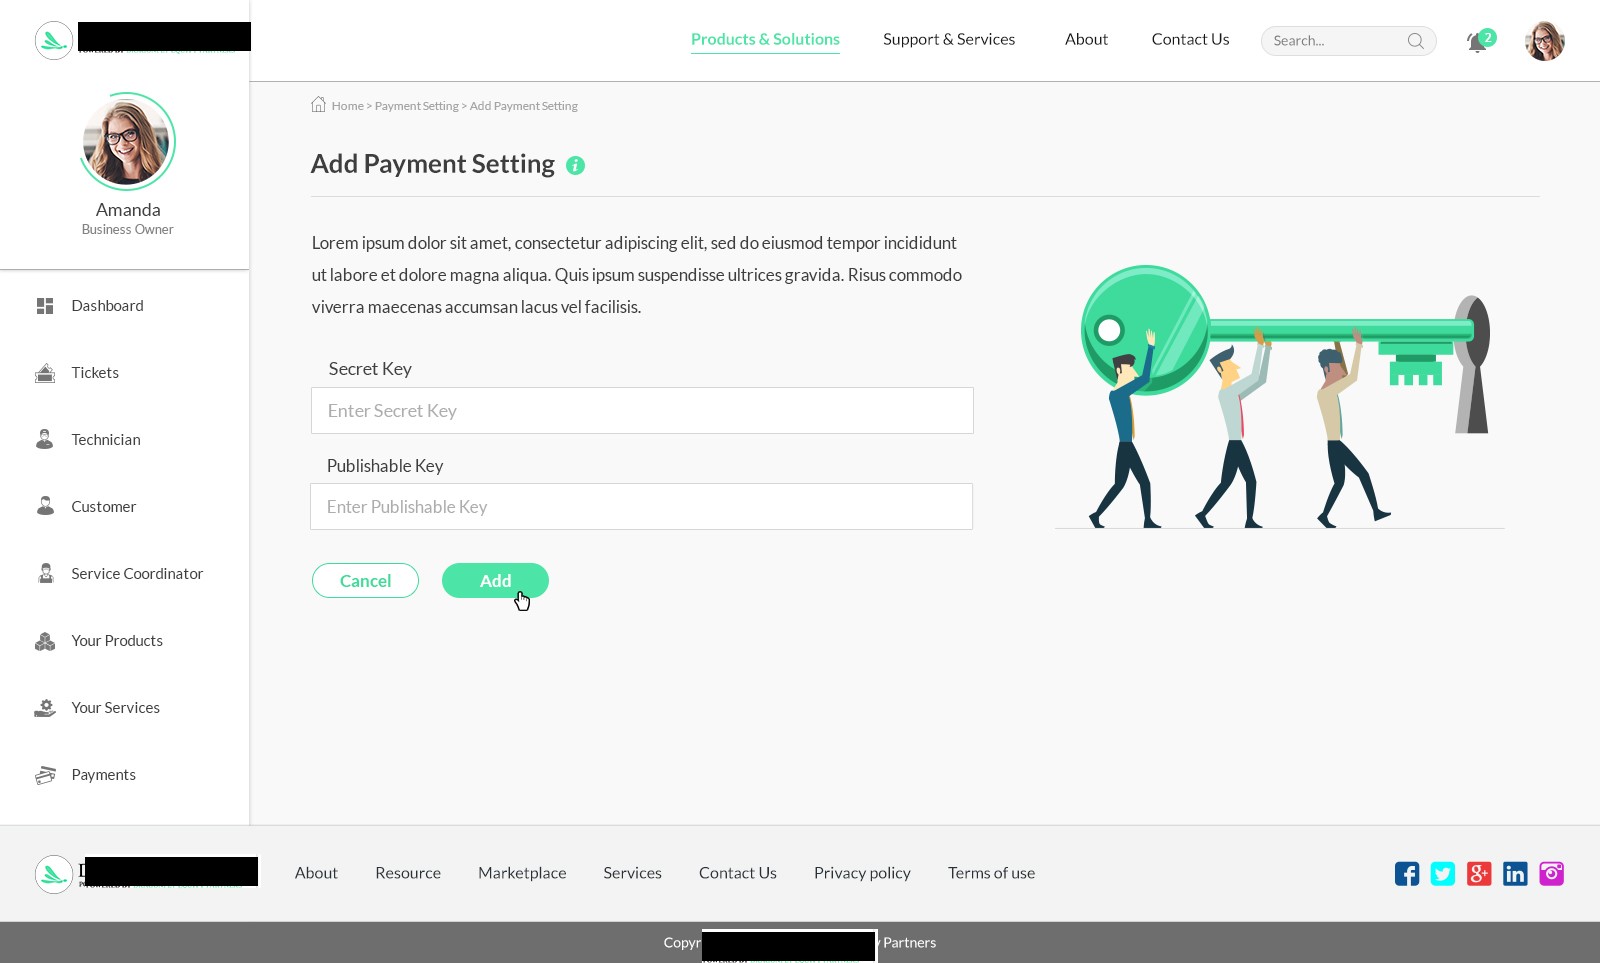 Products & Solutions
Support & Services
About
Contact Us
Search...
2
Home > Payment Setting > Add Payment Setting
Amanda
Business Owner
Add Payment Setting
i
Lorem ipsum dolor sit amet, consectetur adipiscing elit, sed do eiusmod tempor incididunt
ut labore et dolore magna aliqua. Quis ipsum suspendisse ultrices gravida. Risus commodo
viverra maecenas accumsan lacus vel facilisis.
Dashboard
Tickets
Technician
Customer
Service Coordinator
Your Products
Your Services
Payments
Secret Key
Enter Secret Key
Publishable Key
Enter Publishable Key
Cancel
Add
About
Resource
Marketplace
Services
Contact Us
Privacy policy
Terms of use
Partners